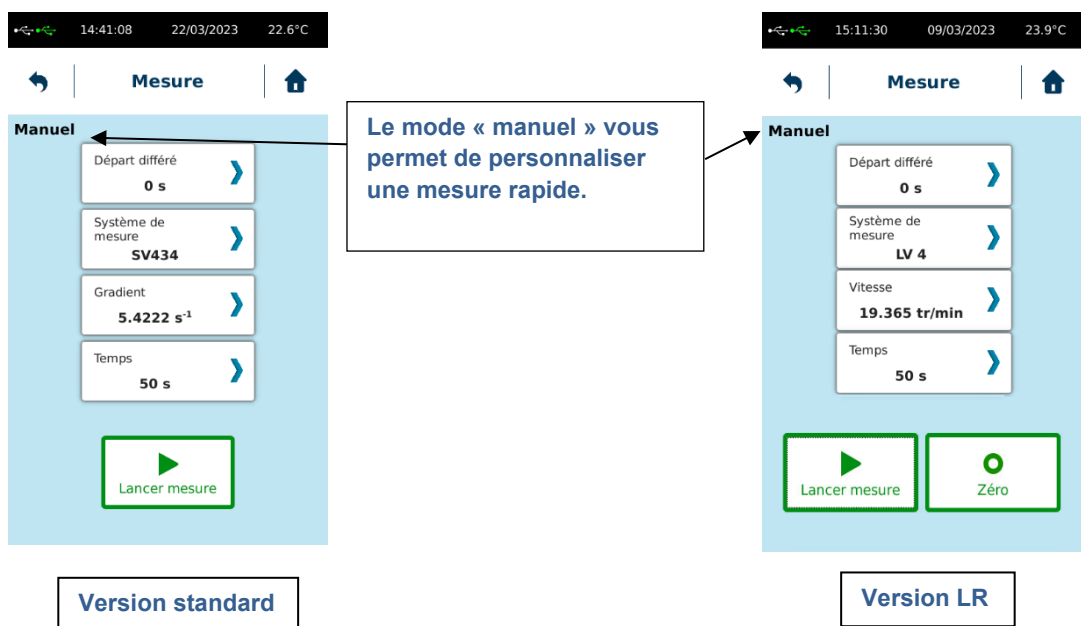 14:41:08 22/03/2023 22.6°C
Mesure
Manuel
Départ différé
0 s
Système de
mesure
SV434
Gradient
5.4222 s⁻¹
Temps
50 s
Lancer mesure
Version standard
Le mode « manuel » vous
permet de personnaliser
une mesure rapide.
15:11:30 09/03/2023 23.9°C
Mesure
Manuel
Départ différé
0 s
Système de
mesure
LV 4
Vitesse
19.365 tr/min
Temps
50 s
Lancer mesure
Zéro
Version LR